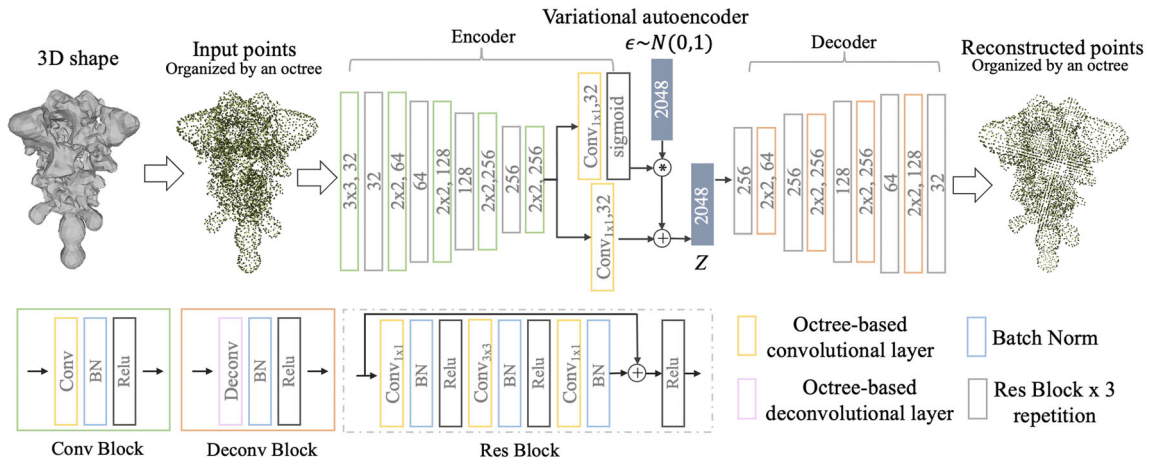 Variational autoencoder
3D shape
Input points
Organized by an octree
Encoder
ϵ~N(0,1)
Decoder
Reconstructed points
Organized by an octree
3x3, 32
32
2x2, 64
64
2x2, 128
128
2x2,256
256
2x2, 256
Conv1x1,32
sigmoid
Conv1x1,32
2048
*
+
2048
Z
256
2x2, 64
256
2x2, 256
128
2x2, 256
64
2x2, 128
32
Conv
BN
Relu
Conv Block
Deconv
BN
Relu
Deconv Block
Conv1x1
BN
Relu
Conv3x3
BN
Relu
Conv1x1
BN
+
Relu
Res Block
Octree-based
convolutional layer
Octree-based
deconvolutional layer
Batch Norm
Res Block x 3
repetition